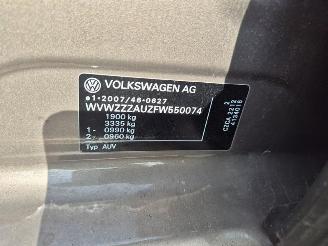 VOLKSWAGEN AG
e1*2007/46*0627
WVWZZZAUZFW550074
1900 kg
3335 kg
1 - 0990 kg
2 - 0960 kg
Typ AUV